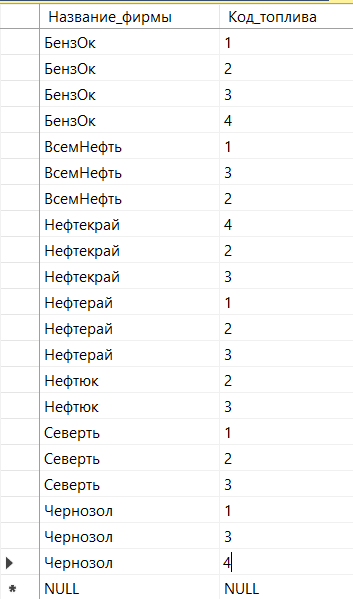 Название_фирмы Код_топлива
БензОк 1
БензОк 2
БензОк 3
БензОк 4
ВсемНефть 1
ВсемНефть 3
ВсемНефть 2
Нефтекрай 4
Нефтекрай 2
Нефтекрай 3
Нефтерай 1
Нефтерай 2
Нефтерай 3
Нефтюк 2
Нефтюк 3
Северть 1
Северть 2
Северть 3
Чернозол 1
Чернозол 3
Чернозол 4
NULL NULL